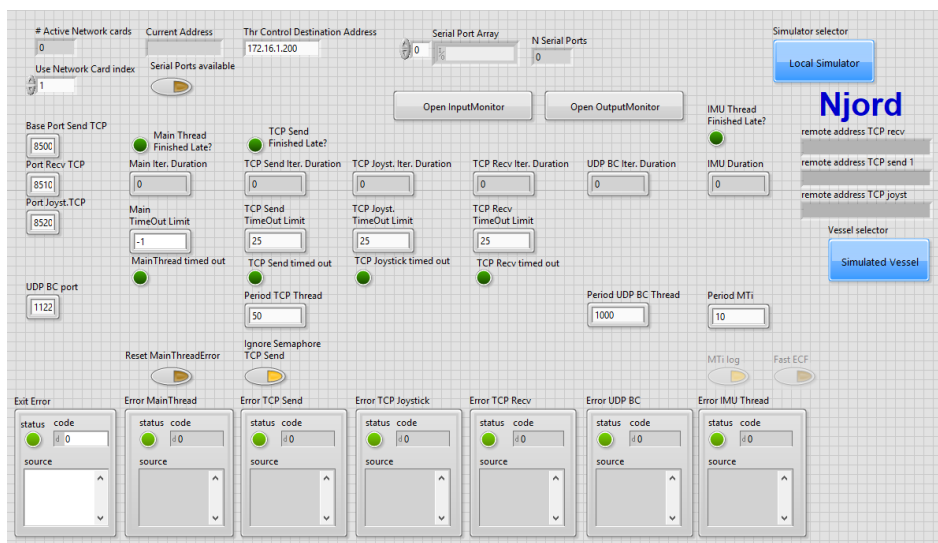 # Active Network cards
Current Address
Thr Control Destination Address
Serial Port Array
N Serial Ports
Simulator selector
0
172.16.1.200
0
0
Local Simulator
Use Network Card index
Serial Ports available
1
Open InputMonitor
Open OutputMonitor
Njord
IMU Thread
Finished Late?
Base Port Send TCP
8500
Main Thread
Finished Late?
TCP Send
Finished Late?
remote address TCP recv
Port Recv TCP
Main Iter. Duration
TCP Send Iter. Duration
TCP Joyst. Iter. Duration
TCP Recv Iter. Duration
UDP BC Iter. Duration
IMU Duration
remote address TCP send 1
8510
0
0
0
0
0
0
remote address TCP joyst
Port Joyst.TCP
8520
Main
TimeOut Limit
TCP Send
TimeOut Limit
TCP Joyst.
TimeOut Limit
TCP Recv
TimeOut Limit
-1
25
25
25
Vessel selector
Simulated Vessel
MainThread timed out
TCP Send timed out
TCP Joystick timed out
TCP Recv timed out
UDP BC port
1122
Period TCP Thread
50
Period UDP BC Thread
1000
Period MTi
10
Reset MainThreadError
Ignore Semaphore
TCP Send
MTi log
Fast ECF
Exit Error
Error MainThread
Error TCP Send
Error TCP Joystick
Error TCP Recv
Error UDP BC
Error IMU Thread
status code
status code
status code
status code
status code
status code
status code
d 0
d 0
d 0
d 0
d 0
d 0
d 0
source
source
source
source
source
source
source